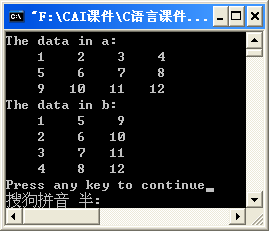 "F:\CAI课件\C语言课件...
The data in a:
1 2 3 4
5 6 7 8
9 10 11 12
The data in b:
1 5 9
2 6 10
3 7 11
4 8 12
Press any key to continue_
搜狗拼音 半: